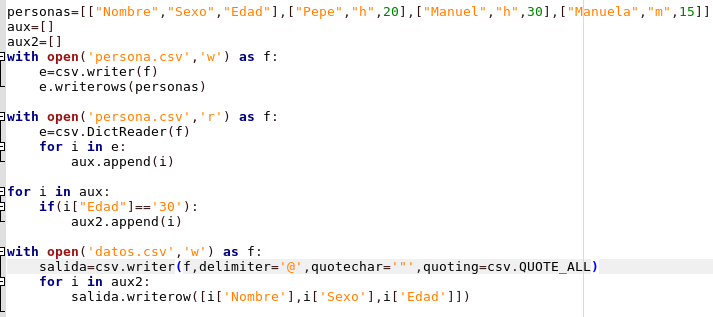 personas=[["Nombre","Sexo","Edad"],["Pepe","h",20],["Manuel","h",30],["Manuela","m",15]]
aux=[]
aux2=[]
with open('persona.csv','w') as f:
    e=csv.writer(f)
    e.writerows(personas)

with open('persona.csv','r') as f:
    e=csv.DictReader(f)
    for i in e:
        aux.append(i)

for i in aux:
    if(i["Edad"]=='30'):
        aux2.append(i)

with open('datos.csv','w') as f:
    salida=csv.writer(f,delimiter='@',quotechar='"',quoting=csv.QUOTE_ALL)
    for i in aux2:
        salida.writerow([i['Nombre'],i['Sexo'],i['Edad']])